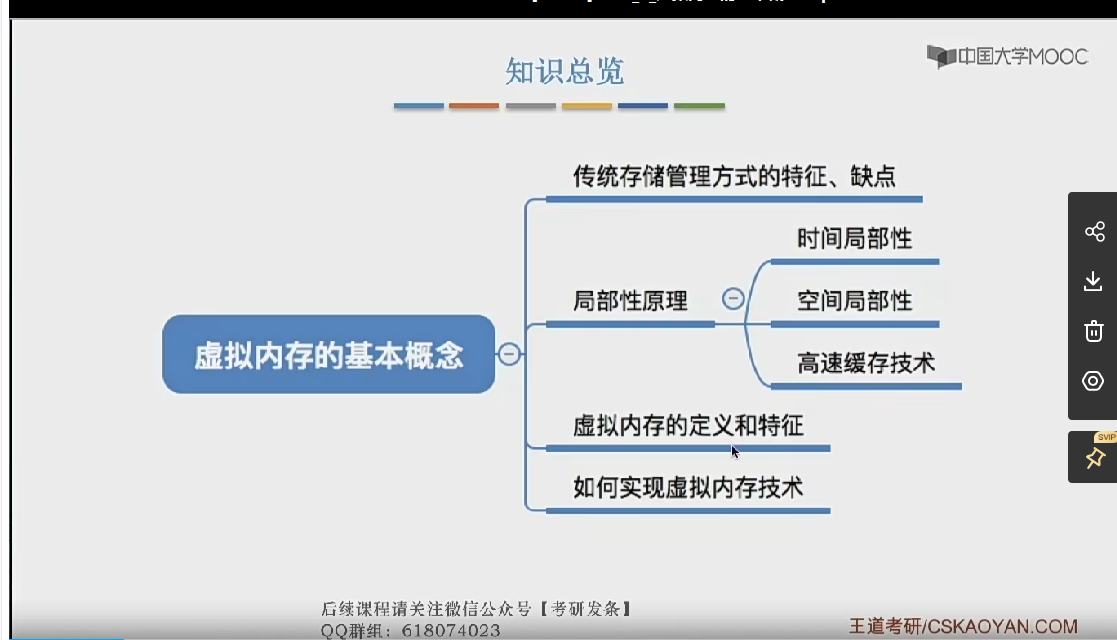 中国大学MOOC
知识总览
传统存储管理方式的特征、缺点
时间局部性
局部性原理
空间局部性
高速缓存技术
虚拟内存的基本概念
虚拟内存的定义和特征
如何实现虚拟内存技术
SVIP
后续课程请关注微信公众号【考研发条】
QQ群组：618074023
王道考研/CSKAOYAN.COM